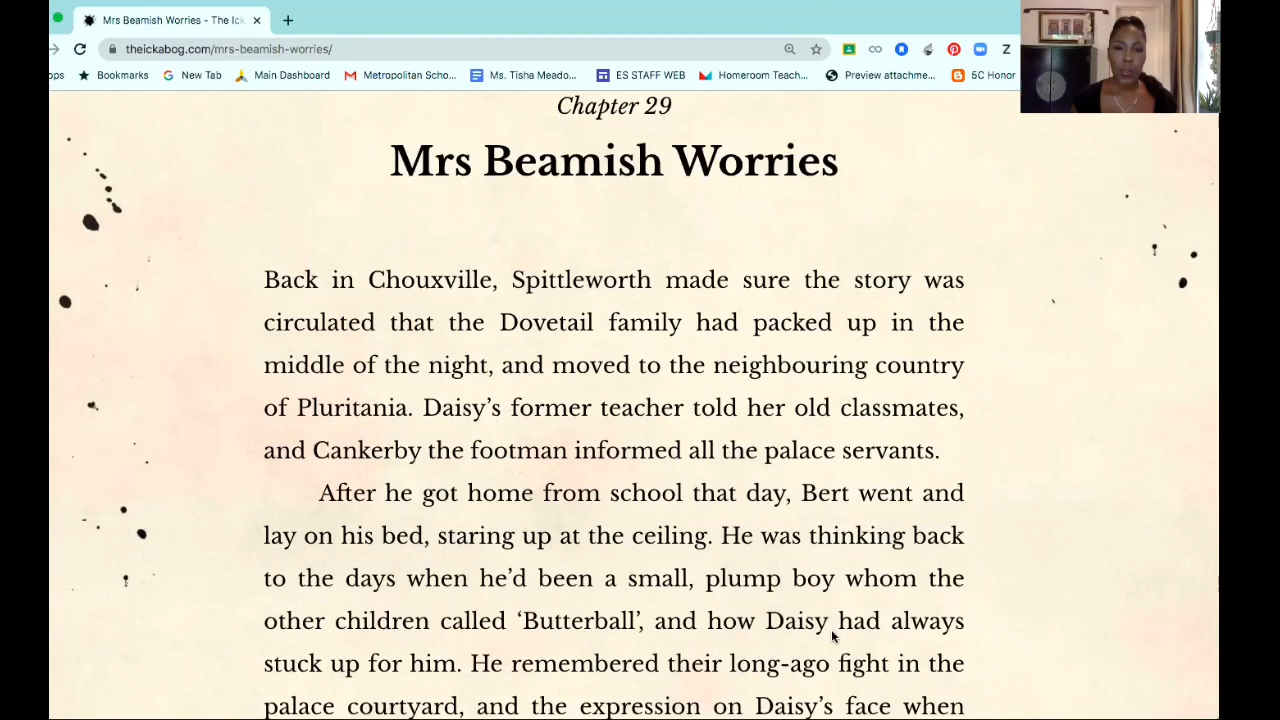 Mrs Beamish Worries - The Ick
theickabog.com/mrs-beamish-worries/
ops Bookmarks New Tab Main Dashboard Metropolitan Scho... Ms. Tisha Meado... ES STAFF WEB Homeroom Teach... Preview attachme... 5C Honor
Chapter 29
Mrs Beamish Worries
Back in Chouxville, Spittleworth made sure the story was
circulated that the Dovetail family had packed up in the
middle of the night, and moved to the neighbouring country
of Pluritania. Daisy’s former teacher told her old classmates,
and Cankerby the footman informed all the palace servants.
After he got home from school that day, Bert went and
lay on his bed, staring up at the ceiling. He was thinking back
to the days when he’d been a small, plump boy whom the
other children called ‘Butterball’, and how Daisy had always
stuck up for him. He remembered their long-ago fight in the
palace courtyard, and the expression on Daisy’s face when